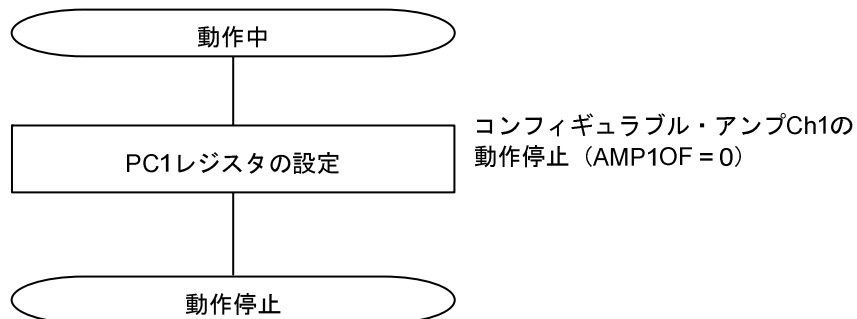 動作中
PC1レジスタの設定
コンフィギュラブル・アンプCh1の
動作停止（AMP1OF = 0）
動作停止